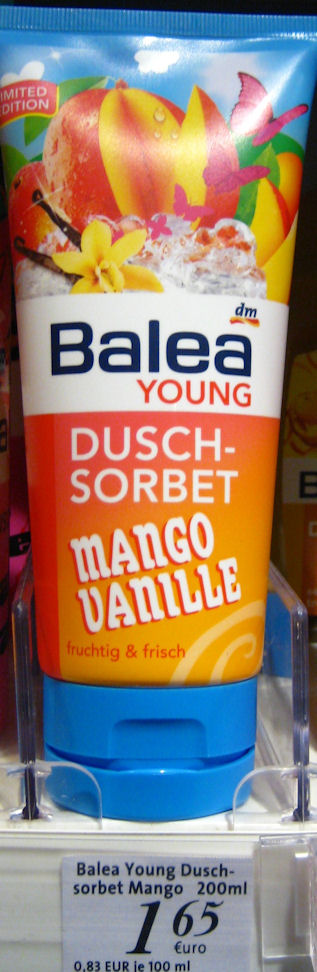 LIMITED
EDITION
dm
Balea
YOUNG
DUSCH-
SORBET
MANGO
VANILLE
fruchtig & frisch
Balea Young Dusch-
sorbet Mango 200ml
1 65
€uro
0,83 EUR je 100 ml